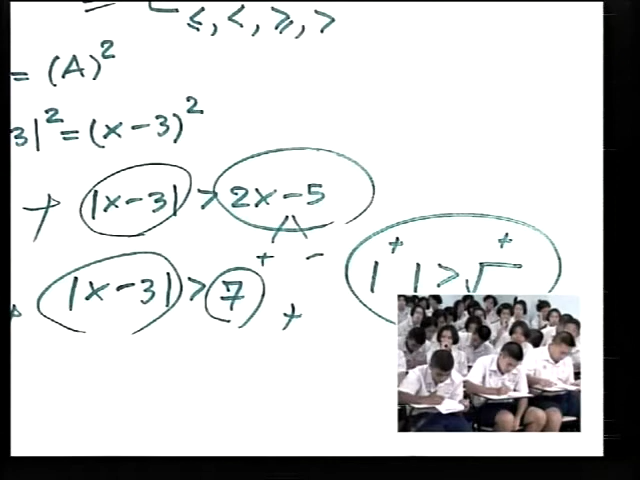 ≤, <, ≥, >
= (A)²
3|² = (x-3)²
|x-3| > 2x-5
+ -
|x-3| > 7 +
+ +
| | > √